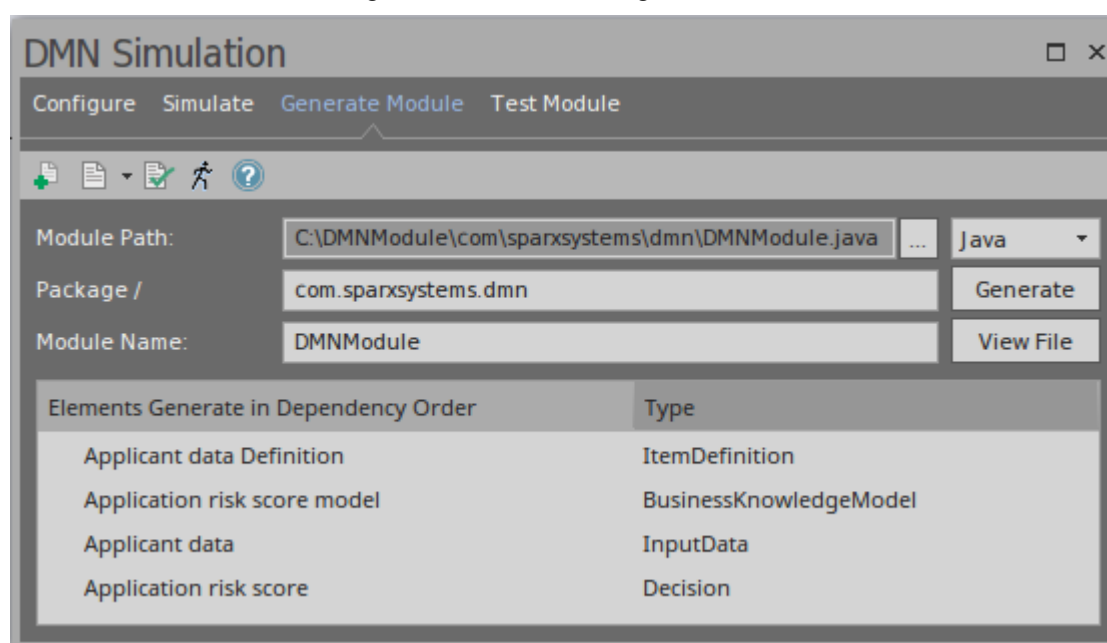 DMN Simulation
Configure Simulate Generate Module Test Module
Module Path: C:\DMNModule\com\sparxsystems\dmn\DMNModule.java ... Java
Package / com.sparxsystems.dmn Generate
Module Name: DMNModule View File
Elements Generate in Dependency Order Type
Applicant data Definition ItemDefinition
Application risk score model BusinessKnowledgeModel
Applicant data InputData
Application risk score Decision